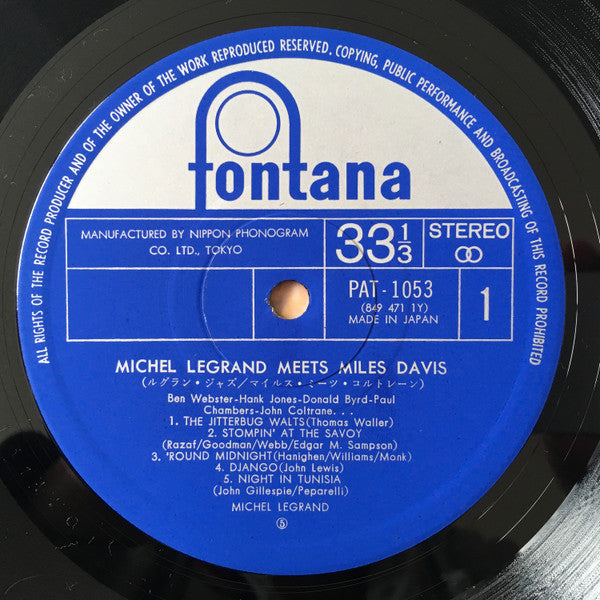 ALL RIGHTS OF THE RECORD PRODUCER AND OF THE OWNER OF THE WORK REPRODUCED RESERVED. COPYING, PUBLIC PERFORMANCE AND BROADCASTING OF THIS RECORD PROHIBITED
fontana
MANUFACTURED BY NIPPON PHONOGRAM
CO. LTD., TOKYO
33 1/3
STEREO
PAT-1053
(849 471 1Y)
MADE IN JAPAN
1
MICHEL LEGRAND MEETS MILES DAVIS
(ルグラン・ジャズ/マイルス・ミーツ・コルトレーン)
Ben Webster-Hank Jones-Donald Byrd-Paul
Chambers-John Coltrane. . .
1. THE JITTERBUG WALTS(Thomas Waller)
2. STOMPIN' AT THE SAVOY
(Razaf/Goodman/Webb/Edgar M. Sampson)
3. 'ROUND MIDNIGHT(Hanighen/Williams/Monk)
4. DJANGO(John Lewis)
5. NIGHT IN TUNISIA
(John Gillespie/Peparelli)
MICHEL LEGRAND
⑤